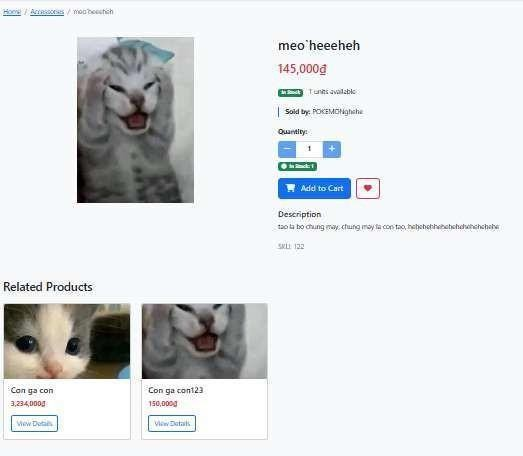 Home / Accessories / meo`heeeheh
meo`heeeheh
145,000₫
In Stock 1 units available
Sold by: POKEMONghehe
Quantity:
− 1 +
In Stock: 1
Add to Cart
Description
tao la bo chung may, chung may la con tao, hehehehhehehehehehehehehe
SKU: 122
Related Products
Con ga con
3,234,000₫
View Details
Con ga con123
150,000₫
View Details